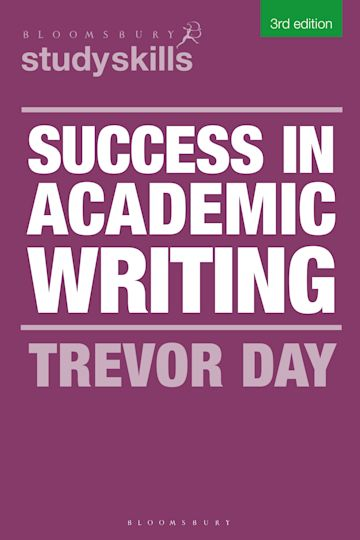 BLOOMSBURY
studyskills
3rd edition
SUCCESS IN
ACADEMIC
WRITING
TREVOR DAY
BLOOMSBURY